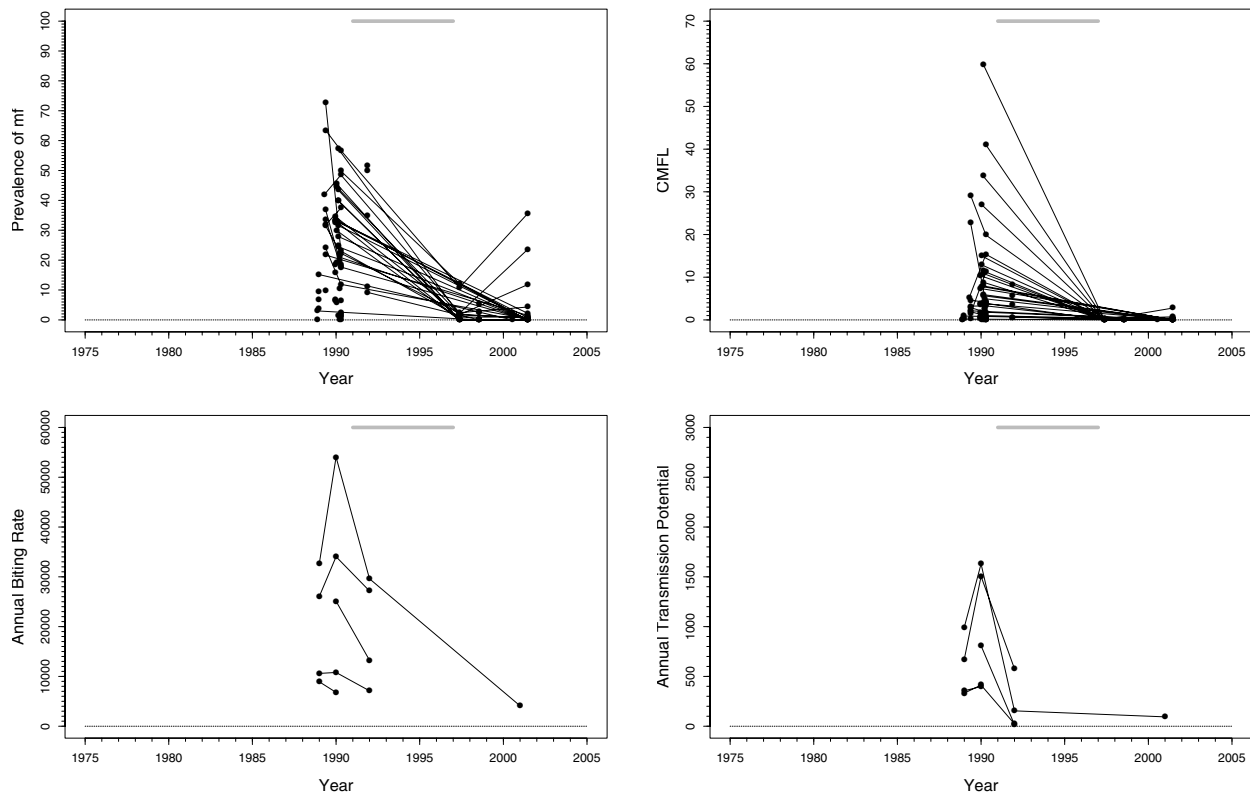 Prevalence of mf
0 10 20 30 40 50 60 70 80 90 100
1975 1980 1985 1990 1995 2000 2005
Year
CMFL
0 10 20 30 40 50 60 70
1975 1980 1985 1990 1995 2000 2005
Year
Annual Biting Rate
0 10000 20000 30000 40000 50000 60000
1975 1980 1985 1990 1995 2000 2005
Year
Annual Transmission Potential
0 500 1000 1500 2000 2500 3000
1975 1980 1985 1990 1995 2000 2005
Year